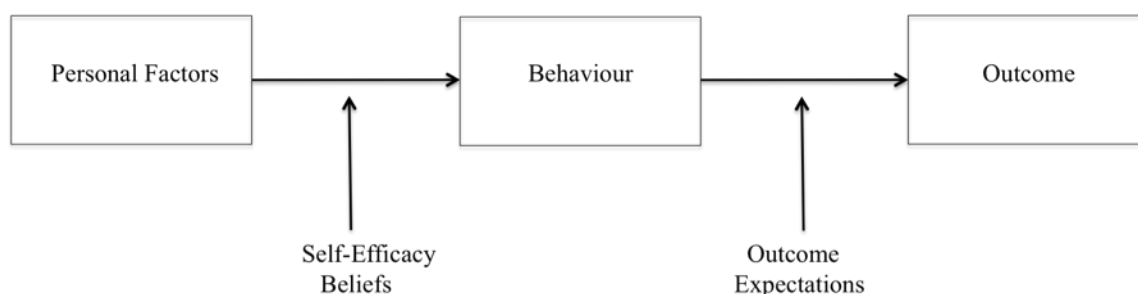 Personal Factors
Behaviour
Outcome
Self-Efficacy
Beliefs
Outcome
Expectations